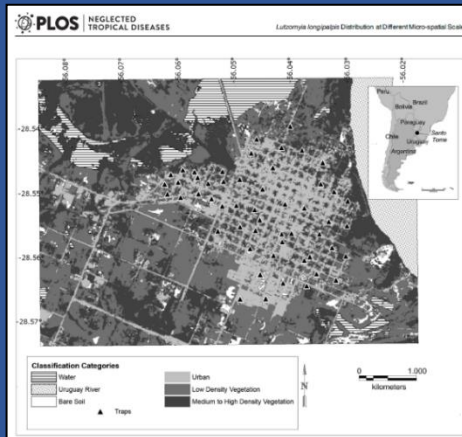 PLOS | NEGLECTED
TROPICAL DISEASES
Lutzomyia longipalpis Distribution at Different Micro-spatial Scale
-56.08°
-56.07°
-56.06°
-56.05°
-56.04°
-56.03°
-56.02°
-28.54°
-28.55°
-28.56°
-28.57°
Peru
Bolivia
Brazil
Paraguay
Chile
Santo
Tome
Uruguay
Argentina
Classification Categories
Water
Uruguay River
Bare Soil
Traps
Urban
Low Density Vegetation
Medium to High Density Vegetation
N
0 1.000
kilometers